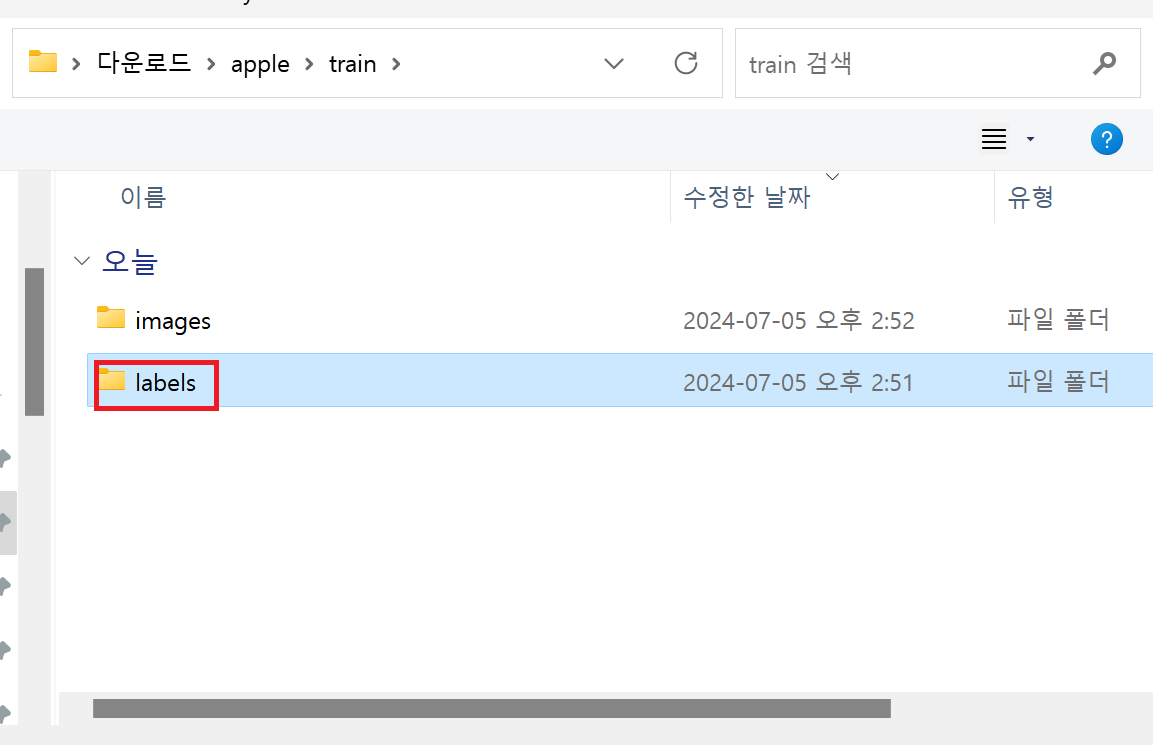 다운로드 > apple > train >
train 검색
?
이름 수정한 날짜 유형
오늘
images 2024-07-05 오후 2:52 파일 폴더
labels 2024-07-05 오후 2:51 파일 폴더